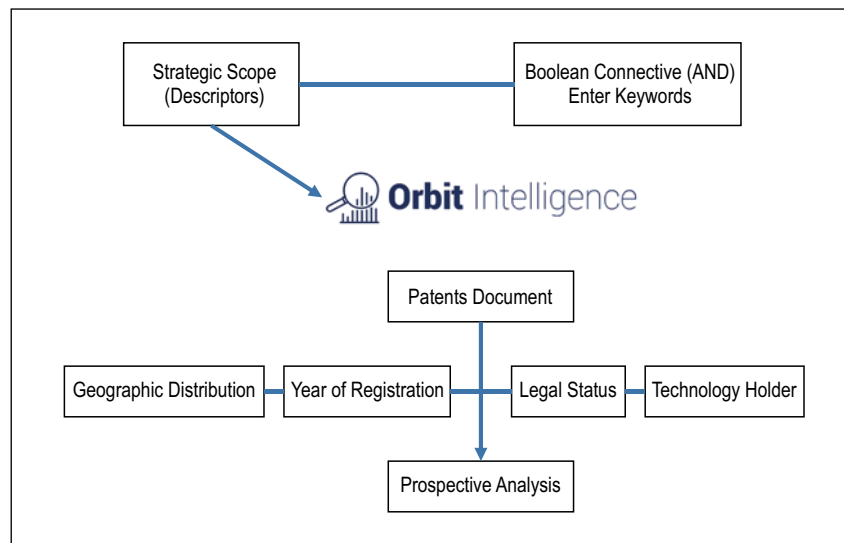 Strategic Scope
(Descriptors)
Boolean Connective (AND)
Enter Keywords
Orbit Intelligence
Patents Document
Geographic Distribution
Year of Registration
Legal Status
Technology Holder
Prospective Analysis